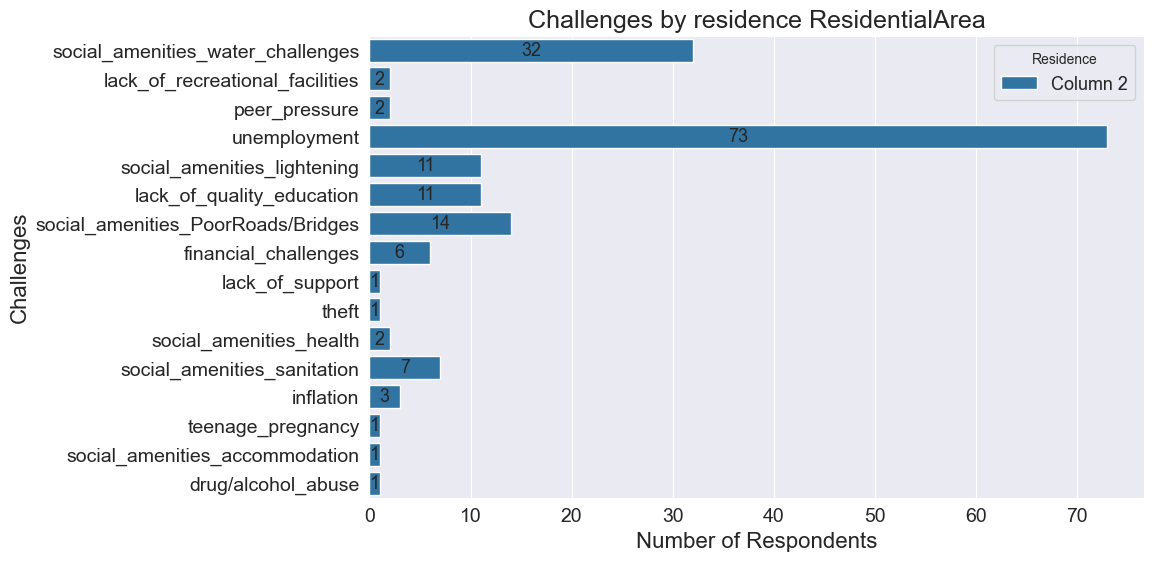 Challenges by residence ResidentialArea
Challenges
social_amenities_water_challenges 32
lack_of_recreational_facilities 2
peer_pressure 2
unemployment 73
social_amenities_lightening 11
lack_of_quality_education 11
social_amenities_PoorRoads/Bridges 14
financial_challenges 6
lack_of_support 1
theft 1
social_amenities_health 2
social_amenities_sanitation 7
inflation 3
teenage_pregnancy 1
social_amenities_accommodation 1
drug/alcohol_abuse 1
Residence
Column 2
0 10 20 30 40 50 60 70
Number of Respondents